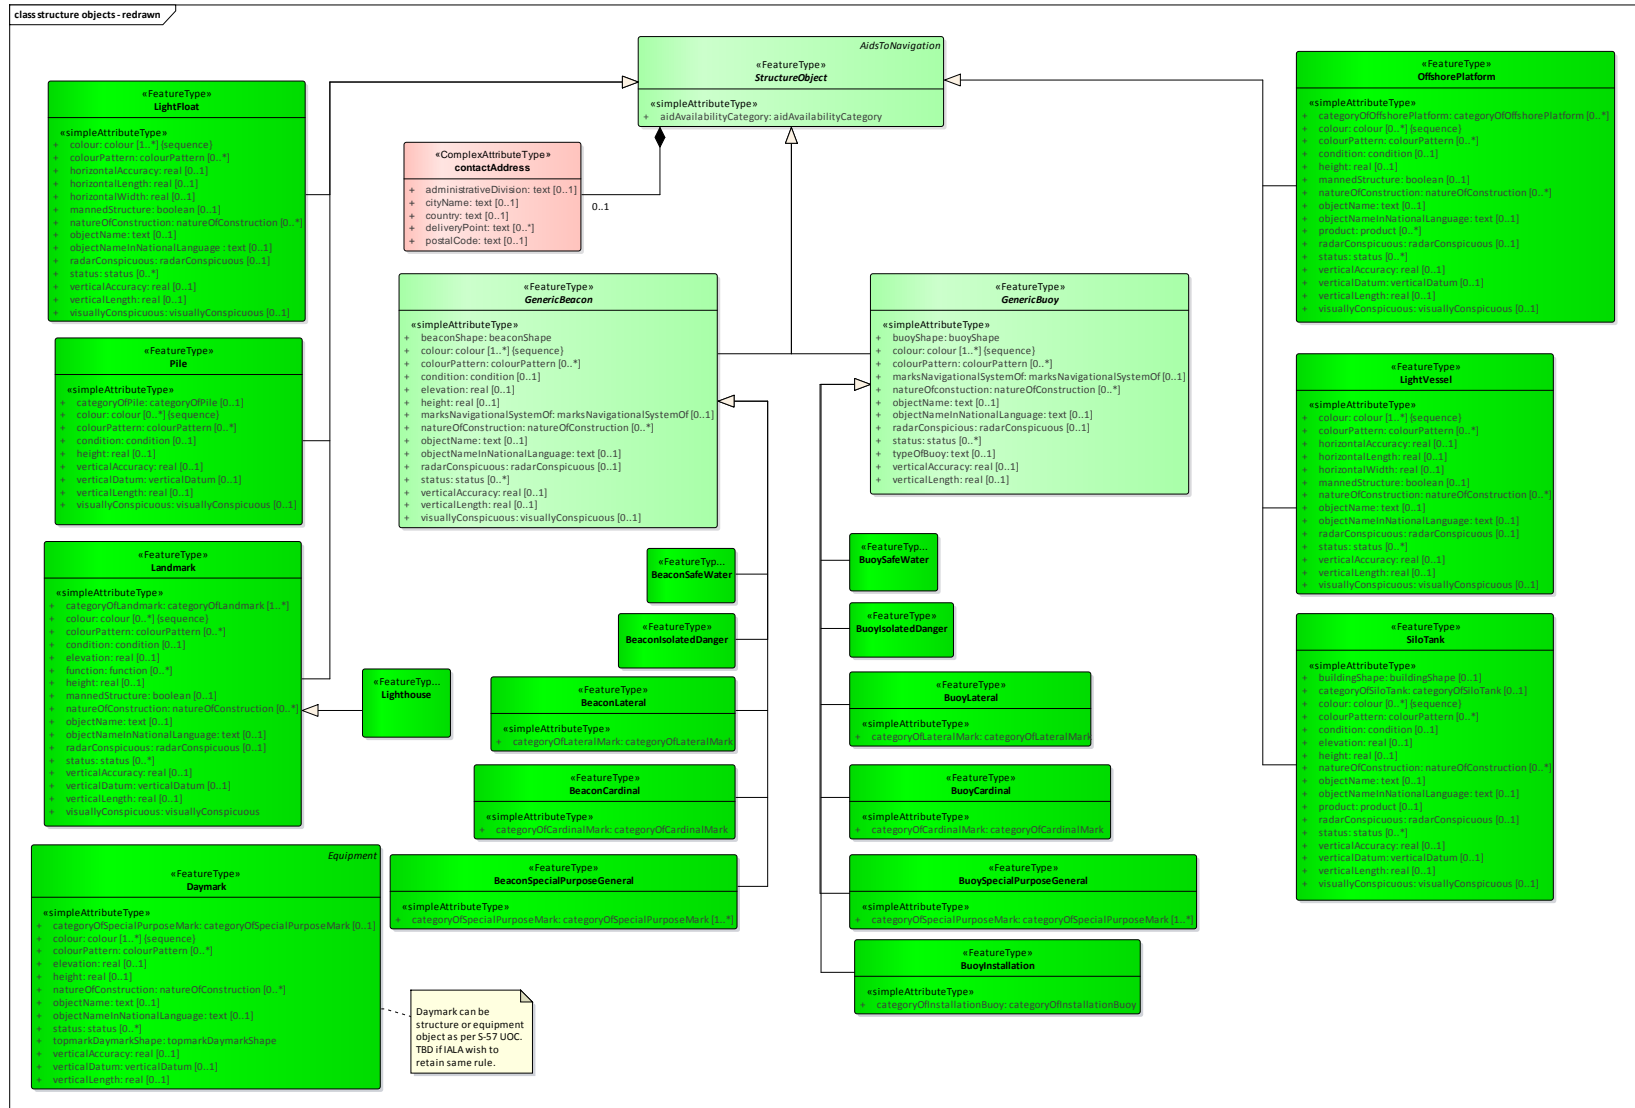 class structure objects - redrawn
AidsToNavigation
«FeatureType»
StructureObject
«simpleAttributeType»
+ aidAvailabilityCategory: aidAvailabilityCategory
«FeatureType»
LightFloat
«simpleAttributeType»
+ colour: colour [1..*] {sequence}
+ colourPattern: colourPattern [0..*]
+ horizontalAccuracy: real [0..1]
+ horizontalLength: real [0..1]
+ horizontalWidth: real [0..1]
+ mannedStructure: boolean [0..1]
+ natureOfConstruction: natureOfConstruction [0..*]
+ objectName: text [0..1]
+ objectNameInNationalLanguage : text [0..1]
+ radarConspicuous: radarConspicuous [0..1]
+ status: status [0..*]
+ verticalAccuracy: real [0..1]
+ verticalLength: real [0..1]
+ visuallyConspicuous: visuallyConspicuous [0..1]
«ComplexAttributeType»
contactAddress
+ administrativeDivision: text [0..1]
+ cityName: text [0..1]
+ country: text [0..1]
+ deliveryPoint: text [0..*]
+ postalCode: text [0..1]
0..1
«FeatureType»
OffshorePlatform
«simpleAttributeType»
+ categoryOfOffshorePlatform: categoryOfOffshorePlatform [0..*]
+ colour: colour [0..*] {sequence}
+ colourPattern: colourPattern [0..*]
+ condition: condition [0..1]
+ height: real [0..1]
+ mannedStructure: boolean [0..1]
+ natureOfConstruction: natureOfConstruction [0..*]
+ objectName: text [0..1]
+ objectNameInNationalLanguage: text [0..1]
+ product: product [0..*]
+ radarConspicuous: radarConspicuous [0..1]
+ status: status [0..*]
+ verticalAccuracy: real [0..1]
+ verticalDatum: verticalDatum [0..1]
+ verticalLength: real [0..1]
+ visuallyConspicuous: visuallyConspicuous [0..1]
«FeatureType»
GenericBeacon
«simpleAttributeType»
+ beaconShape: beaconShape
+ colour: colour [1..*] {sequence}
+ colourPattern: colourPattern [0..*]
+ condition: condition [0..1]
+ elevation: real [0..1]
+ height: real [0..1]
+ marksNavigationalSystemOf: marksNavigationalSystemOf [0..1]
+ natureOfConstruction: natureOfConstruction [0..*]
+ objectName: text [0..1]
+ objectNameInNationalLanguage: text [0..1]
+ radarConspicuous: radarConspicuous [0..1]
+ status: status [0..*]
+ verticalAccuracy: real [0..1]
+ verticalLength: real [0..1]
+ visuallyConspicuous: visuallyConspicuous [0..1]
«FeatureType»
GenericBuoy
«simpleAttributeType»
+ buoyShape: buoyShape
+ colour: colour [1..*] {sequence}
+ colourPattern: colourPattern [0..*]
+ marksNavigationalSystemOf: marksNavigationalSystemOf [0..1]
+ natureOfconstruction: natureOfConstruction [0..*]
+ objectName: text [0..1]
+ objectNameInNationalLanguage: text [0..1]
+ radarConspicious: radarConspicuous [0..1]
+ status: status [0..*]
+ typeOfBuoy: text [0..1]
+ verticalAccuracy: real [0..1]
+ verticalLength: real [0..1]
«FeatureType»
Pile
«simpleAttributeType»
+ categoryOfPile: categoryOfPile [0..1]
+ colour: colour [0..*] {sequence}
+ colourPattern: colourPattern [0..*]
+ condition: condition [0..1]
+ height: real [0..1]
+ verticalAccuracy: real [0..1]
+ verticalDatum: verticalDatum [0..1]
+ verticalLength: real [0..1]
+ visuallyConspicuous: visuallyConspicuous [0..1]
«FeatureType»
LightVessel
«simpleAttributeType»
+ colour: colour [1..*] {sequence}
+ colourPattern: colourPattern [0..*]
+ horizontalAccuracy: real [0..1]
+ horizontalLength: real [0..1]
+ horizontalWidth: real [0..1]
+ mannedStructure: boolean [0..1]
+ natureOfConstruction: natureOfConstruction [0..*]
+ objectName: text [0..1]
+ objectNameInNationalLanguage: text [0..1]
+ radarConspicuous: radarConspicuous [0..1]
+ status: status [0..*]
+ verticalAccuracy: real [0..1]
+ verticalLength: real [0..1]
+ visuallyConspicuous: visuallyConspicuous [0..1]
«FeatureType»
Landmark
«simpleAttributeType»
+ categoryOfLandmark: categoryOfLandmark [1..*]
+ colour: colour [0..*] {sequence}
+ colourPattern: colourPattern [0..*]
+ condition: condition [0..1]
+ elevation: real [0..1]
+ function: function [0..*]
+ height: real [0..1]
+ mannedStructure: boolean [0..1]
+ natureOfConstruction: natureOfConstruction [0..*]
+ objectName: text [0..1]
+ objectNameInNationalLanguage: text [0..1]
+ radarConspicuous: radarConspicuous [0..1]
+ status: status [0..*]
+ verticalAccuracy: real [0..1]
+ verticalDatum: verticalDatum [0..1]
+ verticalLength: real [0..1]
+ visuallyConspicuous: visuallyConspicuous
«FeatureTyp...
Lighthouse
«FeatureTyp...
BeaconSafeWater
«FeatureType»
BeaconIsolatedDanger
«FeatureType»
BeaconLateral
«simpleAttributeType»
+ categoryOfLateralMark: categoryOfLateralMark
«FeatureType»
BeaconCardinal
«simpleAttributeType»
+ categoryOfCardinalMark: categoryOfCardinalMark
«FeatureType»
BeaconSpecialPurposeGeneral
«simpleAttributeType»
+ categoryOfSpecialPurposeMark: categoryOfSpecialPurposeMark [1..*]
«FeatureTyp...
BuoySafeWater
«FeatureType»
BuoyIsolatedDanger
«FeatureType»
BuoyLateral
«simpleAttributeType»
+ categoryOfLateralMark: categoryOfLateralMark
«FeatureType»
BuoyCardinal
«simpleAttributeType»
+ categoryOfCardinalMark: categoryOfCardinalMark
«FeatureType»
BuoySpecialPurposeGeneral
«simpleAttributeType»
+ categoryOfSpecialPurposeMark: categoryOfSpecialPurposeMark [1..*]
«FeatureType»
BuoyInstallation
«simpleAttributeType»
+ categoryOfInstallationBuoy: categoryOfInstallationBuoy
«FeatureType»
SiloTank
«simpleAttributeType»
+ buildingShape: buildingShape [0..1]
+ categoryOfSiloTank: categoryOfSiloTank [0..1]
+ colour: colour [0..*] {sequence}
+ colourPattern: colourPattern [0..*]
+ condition: condition [0..1]
+ elevation: real [0..1]
+ height: real [0..1]
+ natureOfConstruction: natureOfConstruction [0..*]
+ objectName: text [0..1]
+ objectNameInNationalLanguage: text [0..1]
+ product: product [0..1]
+ radarConspicuous: radarConspicuous [0..1]
+ status: status [0..*]
+ verticalAccuracy: real [0..1]
+ verticalDatum: verticalDatum [0..1]
+ verticalLength: real [0..1]
+ visuallyConspicuous: visuallyConspicuous [0..1]
Equipment
«FeatureType»
Daymark
«simpleAttributeType»
+ categoryOfSpecialPurposeMark: categoryOfSpecialPurposeMark [0..1]
+ colour: colour [1..*] {sequence}
+ colourPattern: colourPattern [0..*]
+ elevation: real [0..1]
+ height: real [0..1]
+ natureOfConstruction: natureOfConstruction [0..*]
+ objectName: text [0..1]
+ objectNameInNationalLanguage: text [0..1]
+ status: status [0..*]
+ topmarkDaymarkShape: topmarkDaymarkShape
+ verticalAccuracy: real [0..1]
+ verticalDatum: verticalDatum [0..1]
+ verticalLength: real [0..1]
Daymark can be
structure or equipment
object as per S-57 UOC.
TBD if IALA wish to
retain same rule.